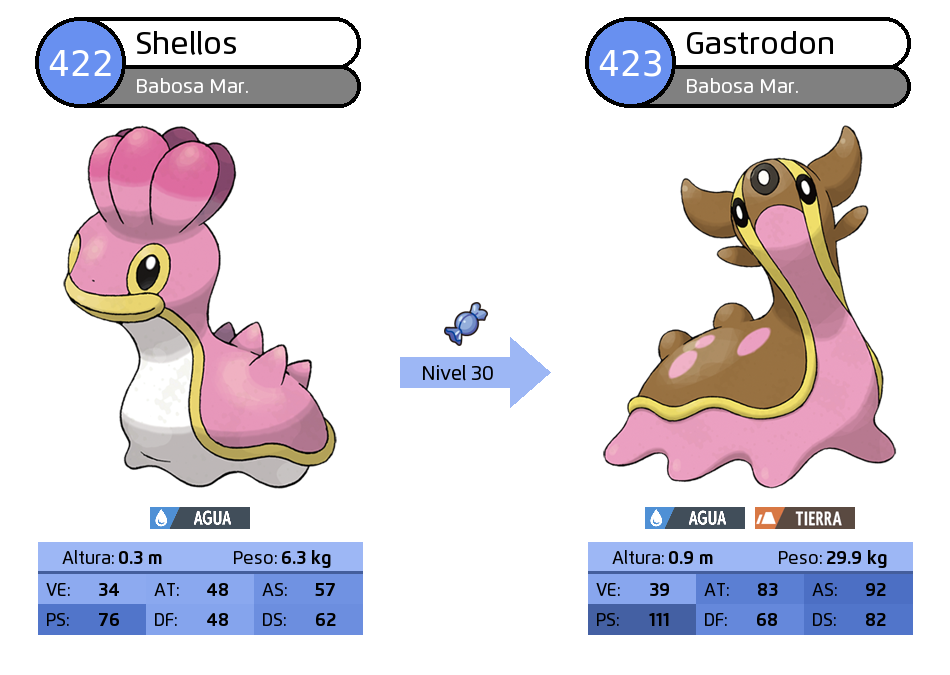 422 Shellos
Babosa Mar.
AGUA
Altura: 0.3 m Peso: 6.3 kg
VE: 34 AT: 48 AS: 57
PS: 76 DF: 48 DS: 62
Nivel 30
423 Gastrodon
Babosa Mar.
AGUA TIERRA
Altura: 0.9 m Peso: 29.9 kg
VE: 39 AT: 83 AS: 92
PS: 111 DF: 68 DS: 82